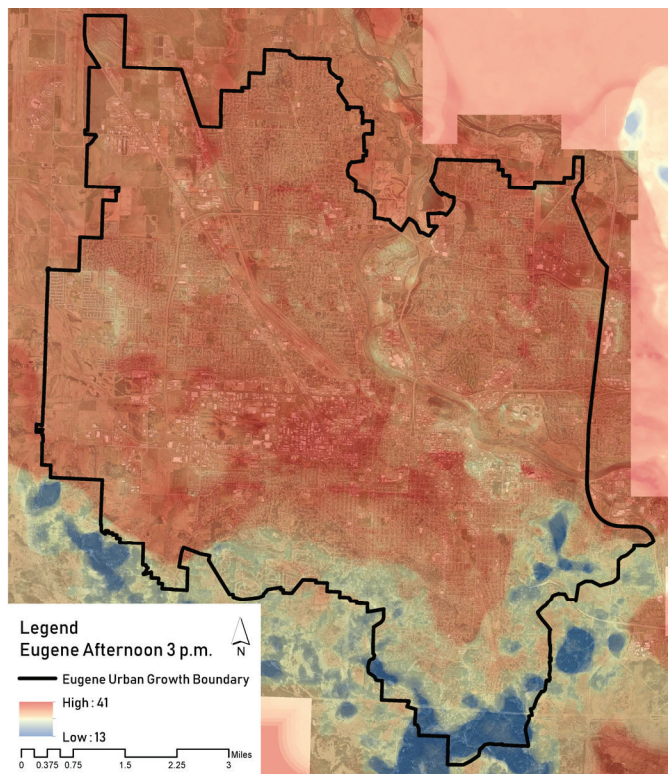 Legend
Eugene Afternoon 3 p.m.
N
Eugene Urban Growth Boundary
High : 41
Low : 13
Miles
0 0.375 0.75 1.5 2.25 3